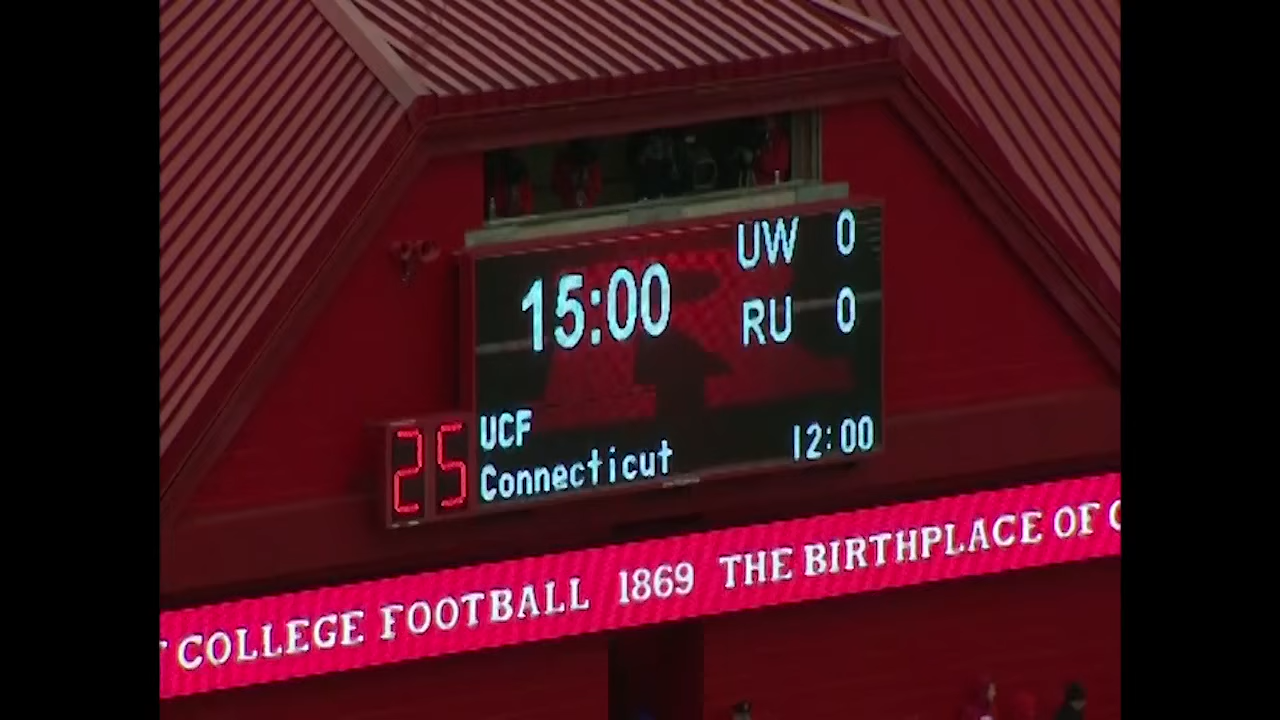 UW 0
15:00
RU 0
UCF
25
Connecticut 12:00
COLLEGE FOOTBALL 1869 THE BIRTHPLACE OF C